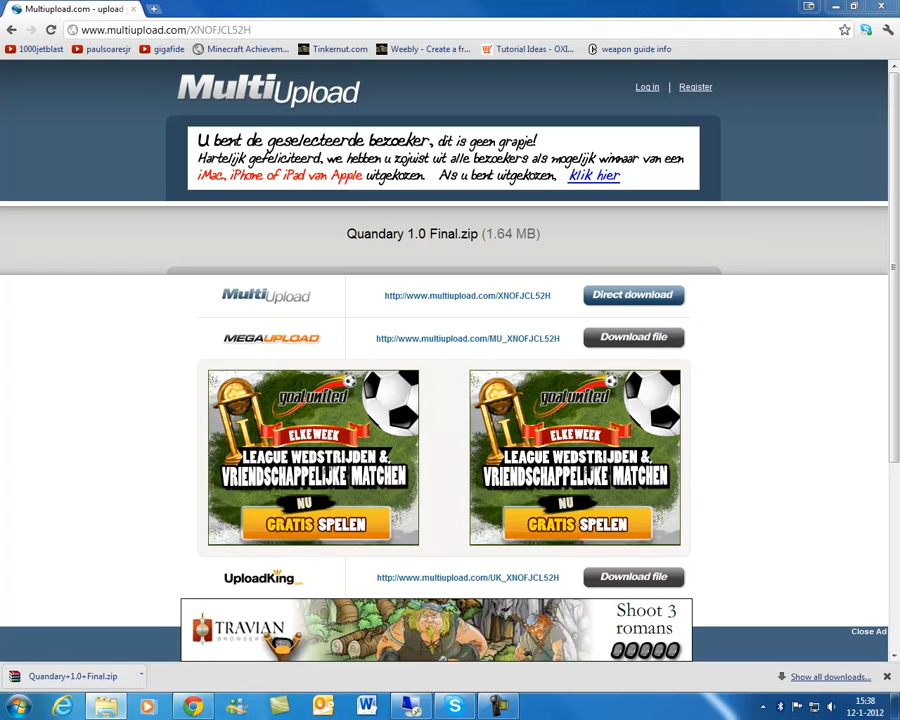 Multiupload.com - upload
www.multiupload.com/XNOFJCL52H
1000jetblast paulsoaresjr gigafide Minecraft Achievem... Tinkernut.com Weebly - Create a fr... Tutorial Ideas - OXI... weapon guide info
MultiUpload
Log in | Register
U bent de geselecteerde bezoeker, dit is geen grapje!
Hartelijk gefeliciteerd, we hebben u zojuist uit alle bezoekers als mogelijk winnaar van een
iMac, iPhone of iPad van Apple uitgekozen. Als u bent uitgekozen, klik hier
Quandary 1.0 Final.zip (1.64 MB)
MultiUpload http://www.multiupload.com/XNOFJCL52H Direct download
MEGAUPLOAD http://www.multiupload.com/MU_XNOFJCL52H Download file
goalunited goalunited
ELKE WEEK ELKE WEEK
LEAGUE WEDSTRIJDEN & LEAGUE WEDSTRIJDEN &
VRIENDSCHAPPELIJKE MATCHEN VRIENDSCHAPPELIJKE MATCHEN
NU NU
GRATIS SPELEN GRATIS SPELEN
UploadKing http://www.multiupload.com/UK_XNOFJCL52H Download file
TRAVIAN
Shoot 3
romans
00000
Close Ad
Quandary+1.0+Final.zip Show all downloads...
15:38
12-1-2012